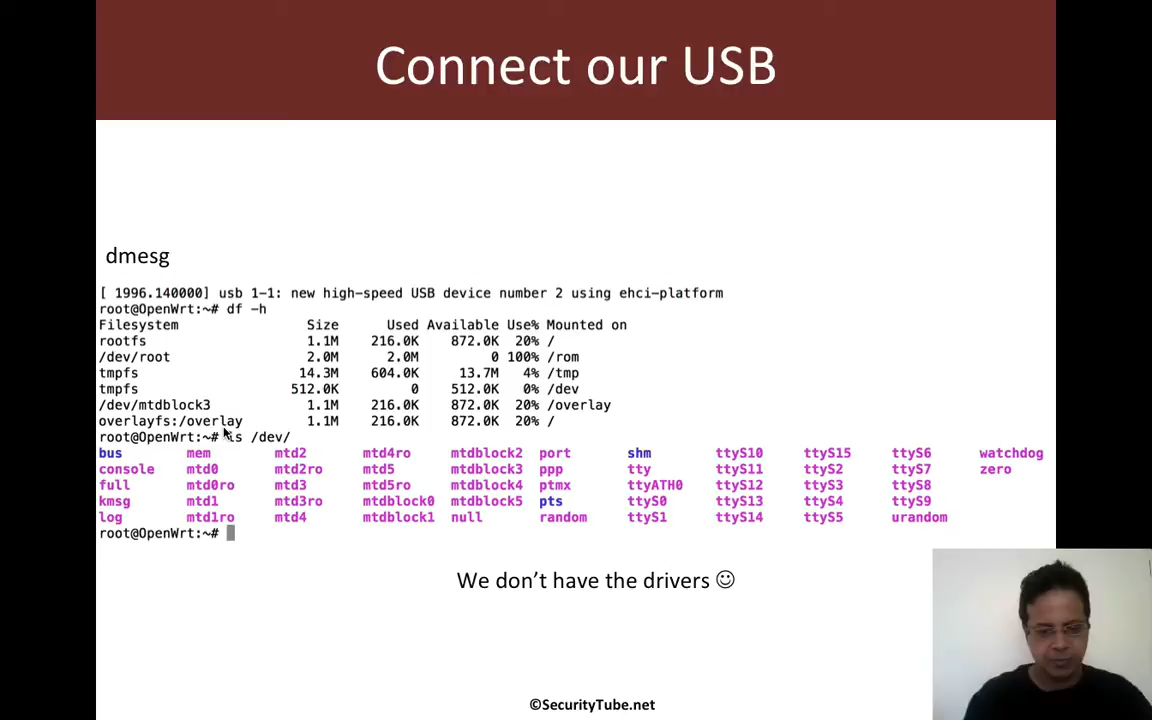 Connect our USB
dmesg
[ 1996.140000] usb 1-1: new high-speed USB device number 2 using ehci-platform
root@OpenWrt:~# df -h
Filesystem Size Used Available Use% Mounted on
rootfs 1.1M 216.0K 872.0K 20% /
/dev/root 2.0M 2.0M 0 100% /rom
tmpfs 14.3M 604.0K 13.7M 4% /tmp
tmpfs 512.0K 0 512.0K 0% /dev
/dev/mtdblock3 1.1M 216.0K 872.0K 20% /overlay
overlayfs:/overlay 1.1M 216.0K 872.0K 20% /
root@OpenWrt:~# ls /dev/
bus mem mtd2 mtd4ro mtdblock2 port shm ttyS10 ttyS15 ttyS6 watchdog
console mtd0 mtd2ro mtd5 mtdblock3 ppp tty ttyS11 ttyS2 ttyS7 zero
full mtd0ro mtd3 mtd5ro mtdblock4 ptmx ttyATH0 ttyS12 ttyS3 ttyS8
kmsg mtd1 mtd3ro mtdblock0 mtdblock5 pts ttyS0 ttyS13 ttyS4 ttyS9
log mtd1ro mtd4 mtdblock1 null random ttyS1 ttyS14 ttyS5 urandom
root@OpenWrt:~#
We don’t have the drivers ☺
©SecurityTube.net